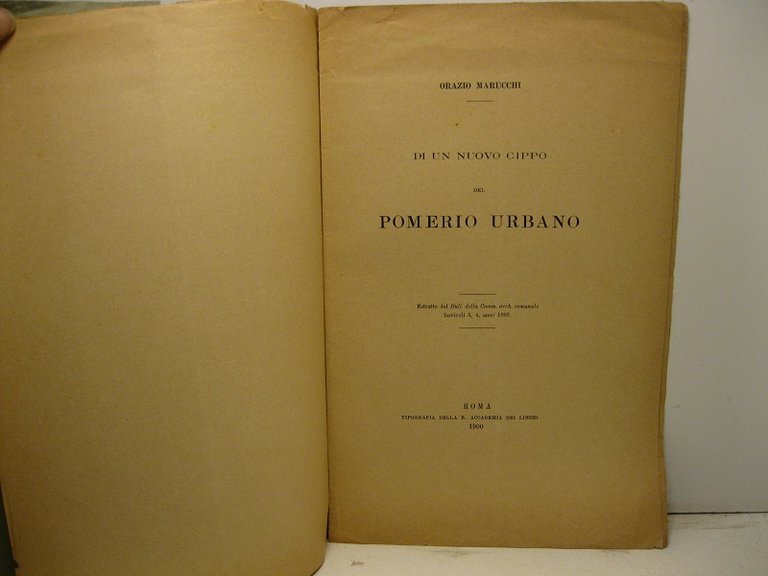 ORAZIO MARUCCHI
DI UN NUOVO CIPPO
DEL
POMERIO URBANO
Estratto dal Bull. della Comm. arch. comunale
fascicoli 3, 4, anno 1899.
ROMA
TIPOGRAFIA DELLA R. ACCADEMIA DEI LINCEI
1900